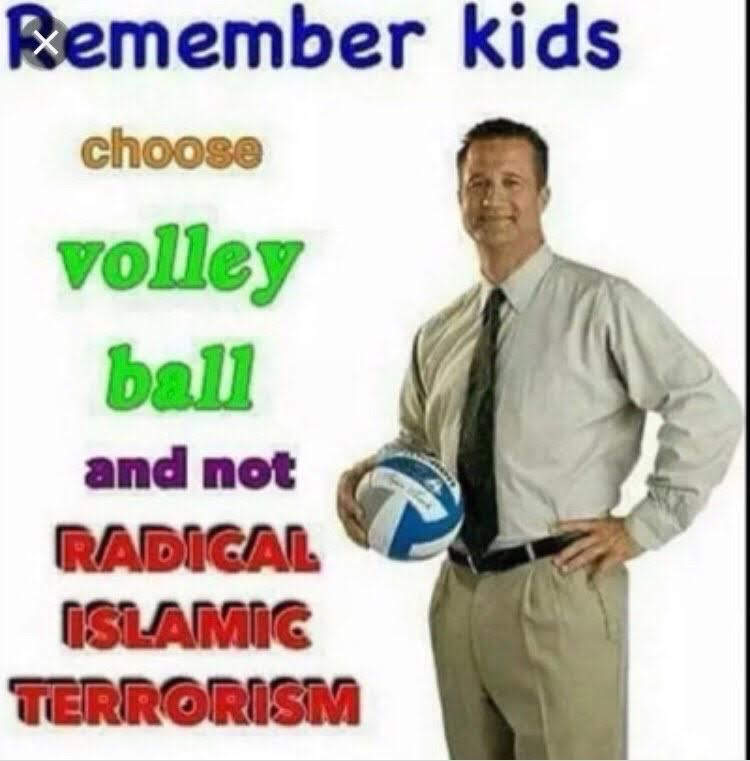 Remember kids
choose
volley
ball
and not
RADICAL
ISLAMIC
TERRORISM